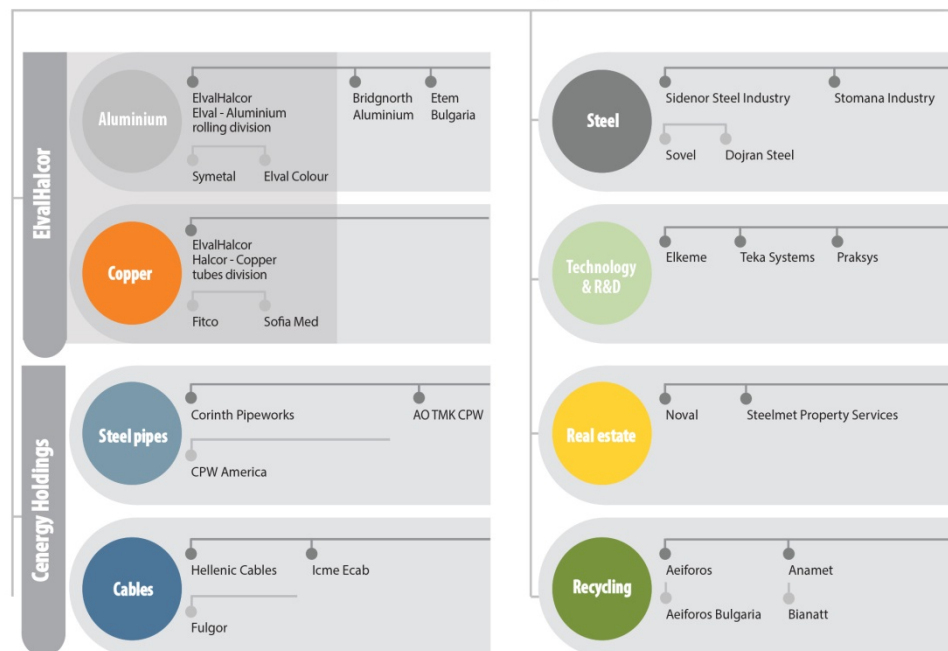 ElvalHalcor
Aluminium
ElvalHalcor
Elval - Aluminium
rolling division
Bridgnorth
Aluminium
Etem
Bulgaria
Symetal
Elval Colour
Copper
ElvalHalcor
Halcor - Copper
tubes division
Fitco
Sofia Med
Cenergy Holdings
Steel pipes
Corinth Pipeworks
AO TMK CPW
CPW America
Cables
Hellenic Cables
Icme Ecab
Fulgor
Steel
Sidenor Steel Industry
Stomana Industry
Sovel
Dojran Steel
Technology
& R&D
Elkeme
Teka Systems
Praksys
Real estate
Noval
Steelmet Property Services
Recycling
Aeiforos
Anamet
Aeiforos Bulgaria
Bianatt